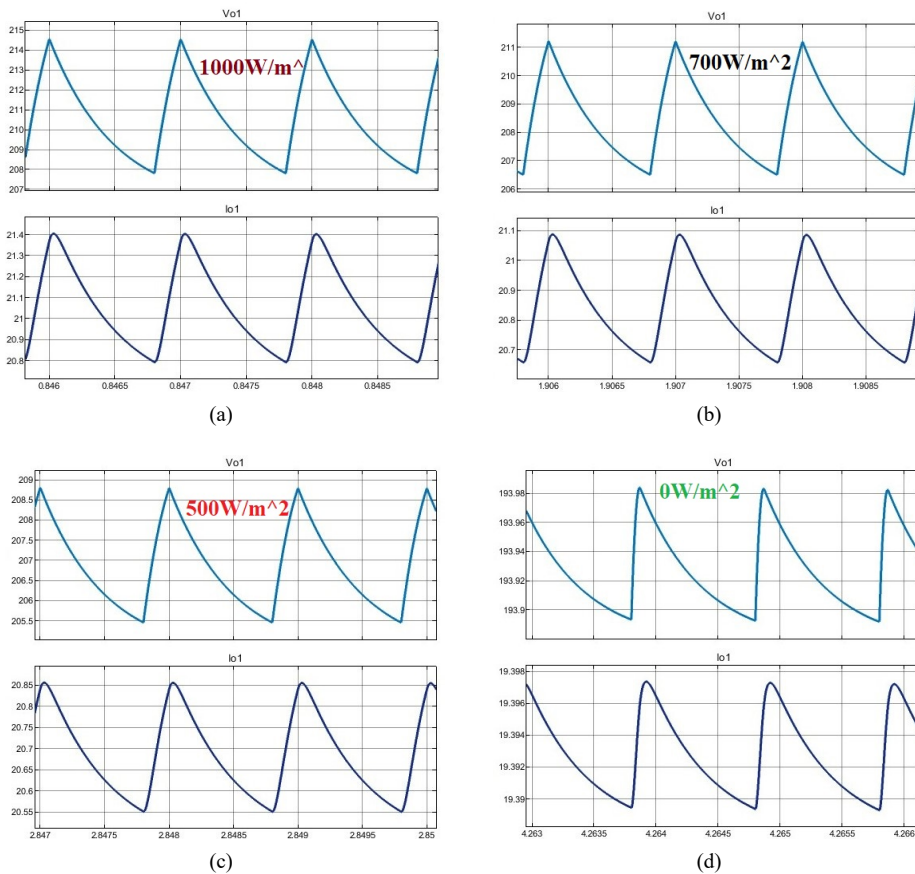 Vo1
215
214
213
212
211
210
209
208
207
1000W/m^
Io1
21.4
21.3
21.2
21.1
21
20.9
20.8
0.846 0.8465 0.847 0.8475 0.848 0.8485
(a)
Vo1
211
210
209
208
207
206
700W/m^2
Io1
21.1
21
20.9
20.8
20.7
1.906 1.9065 1.907 1.9075 1.908 1.9085
(b)
Vo1
209
208.5
208
207.5
207
206.5
206
205.5
500W/m^2
Io1
20.85
20.8
20.75
20.7
20.65
20.6
20.55
2.847 2.8475 2.848 2.8485 2.849 2.8495 2.85
(c)
Vo1
193.98
193.96
193.94
193.92
193.9
0W/m^2
Io1
19.398
19.396
19.394
19.392
19.39
4.263 4.2635 4.264 4.2645 4.265 4.2655 4.266
(d)